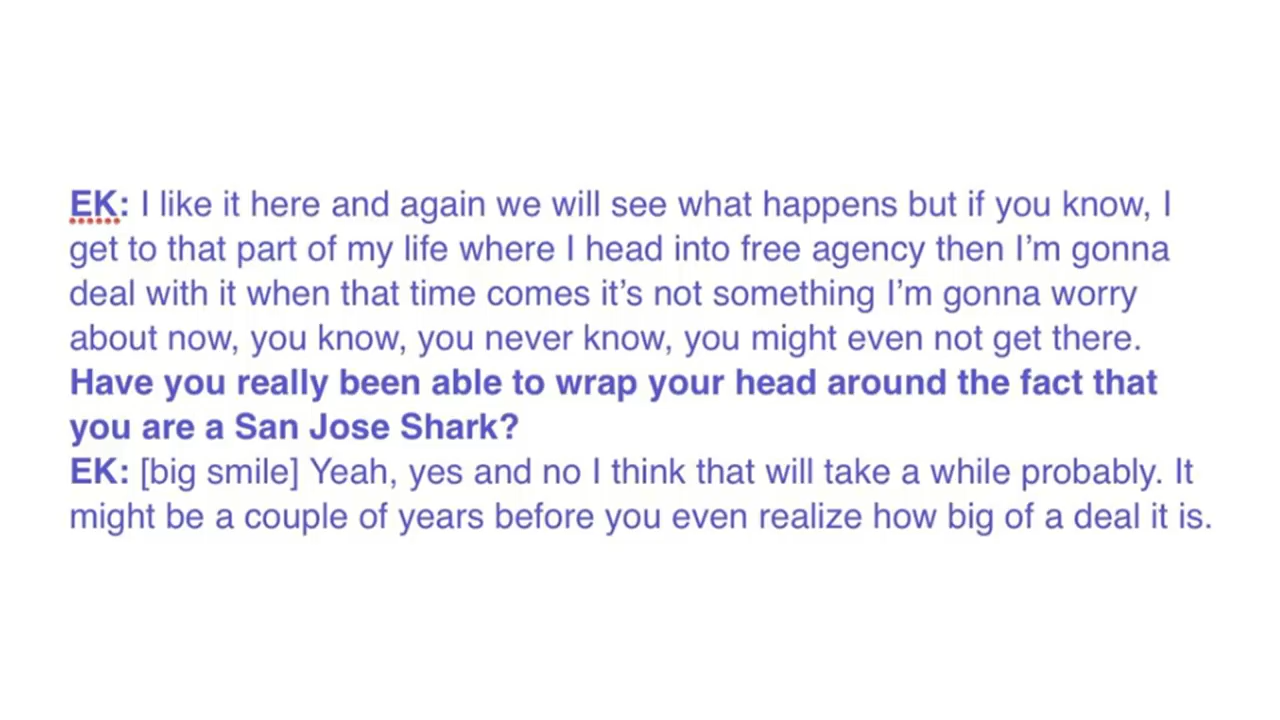 EK: I like it here and again we will see what happens but if you know, I
get to that part of my life where I head into free agency then I’m gonna
deal with it when that time comes it’s not something I’m gonna worry
about now, you know, you never know, you might even not get there.
Have you really been able to wrap your head around the fact that
you are a San Jose Shark?
EK: [big smile] Yeah, yes and no I think that will take a while probably. It
might be a couple of years before you even realize how big of a deal it is.